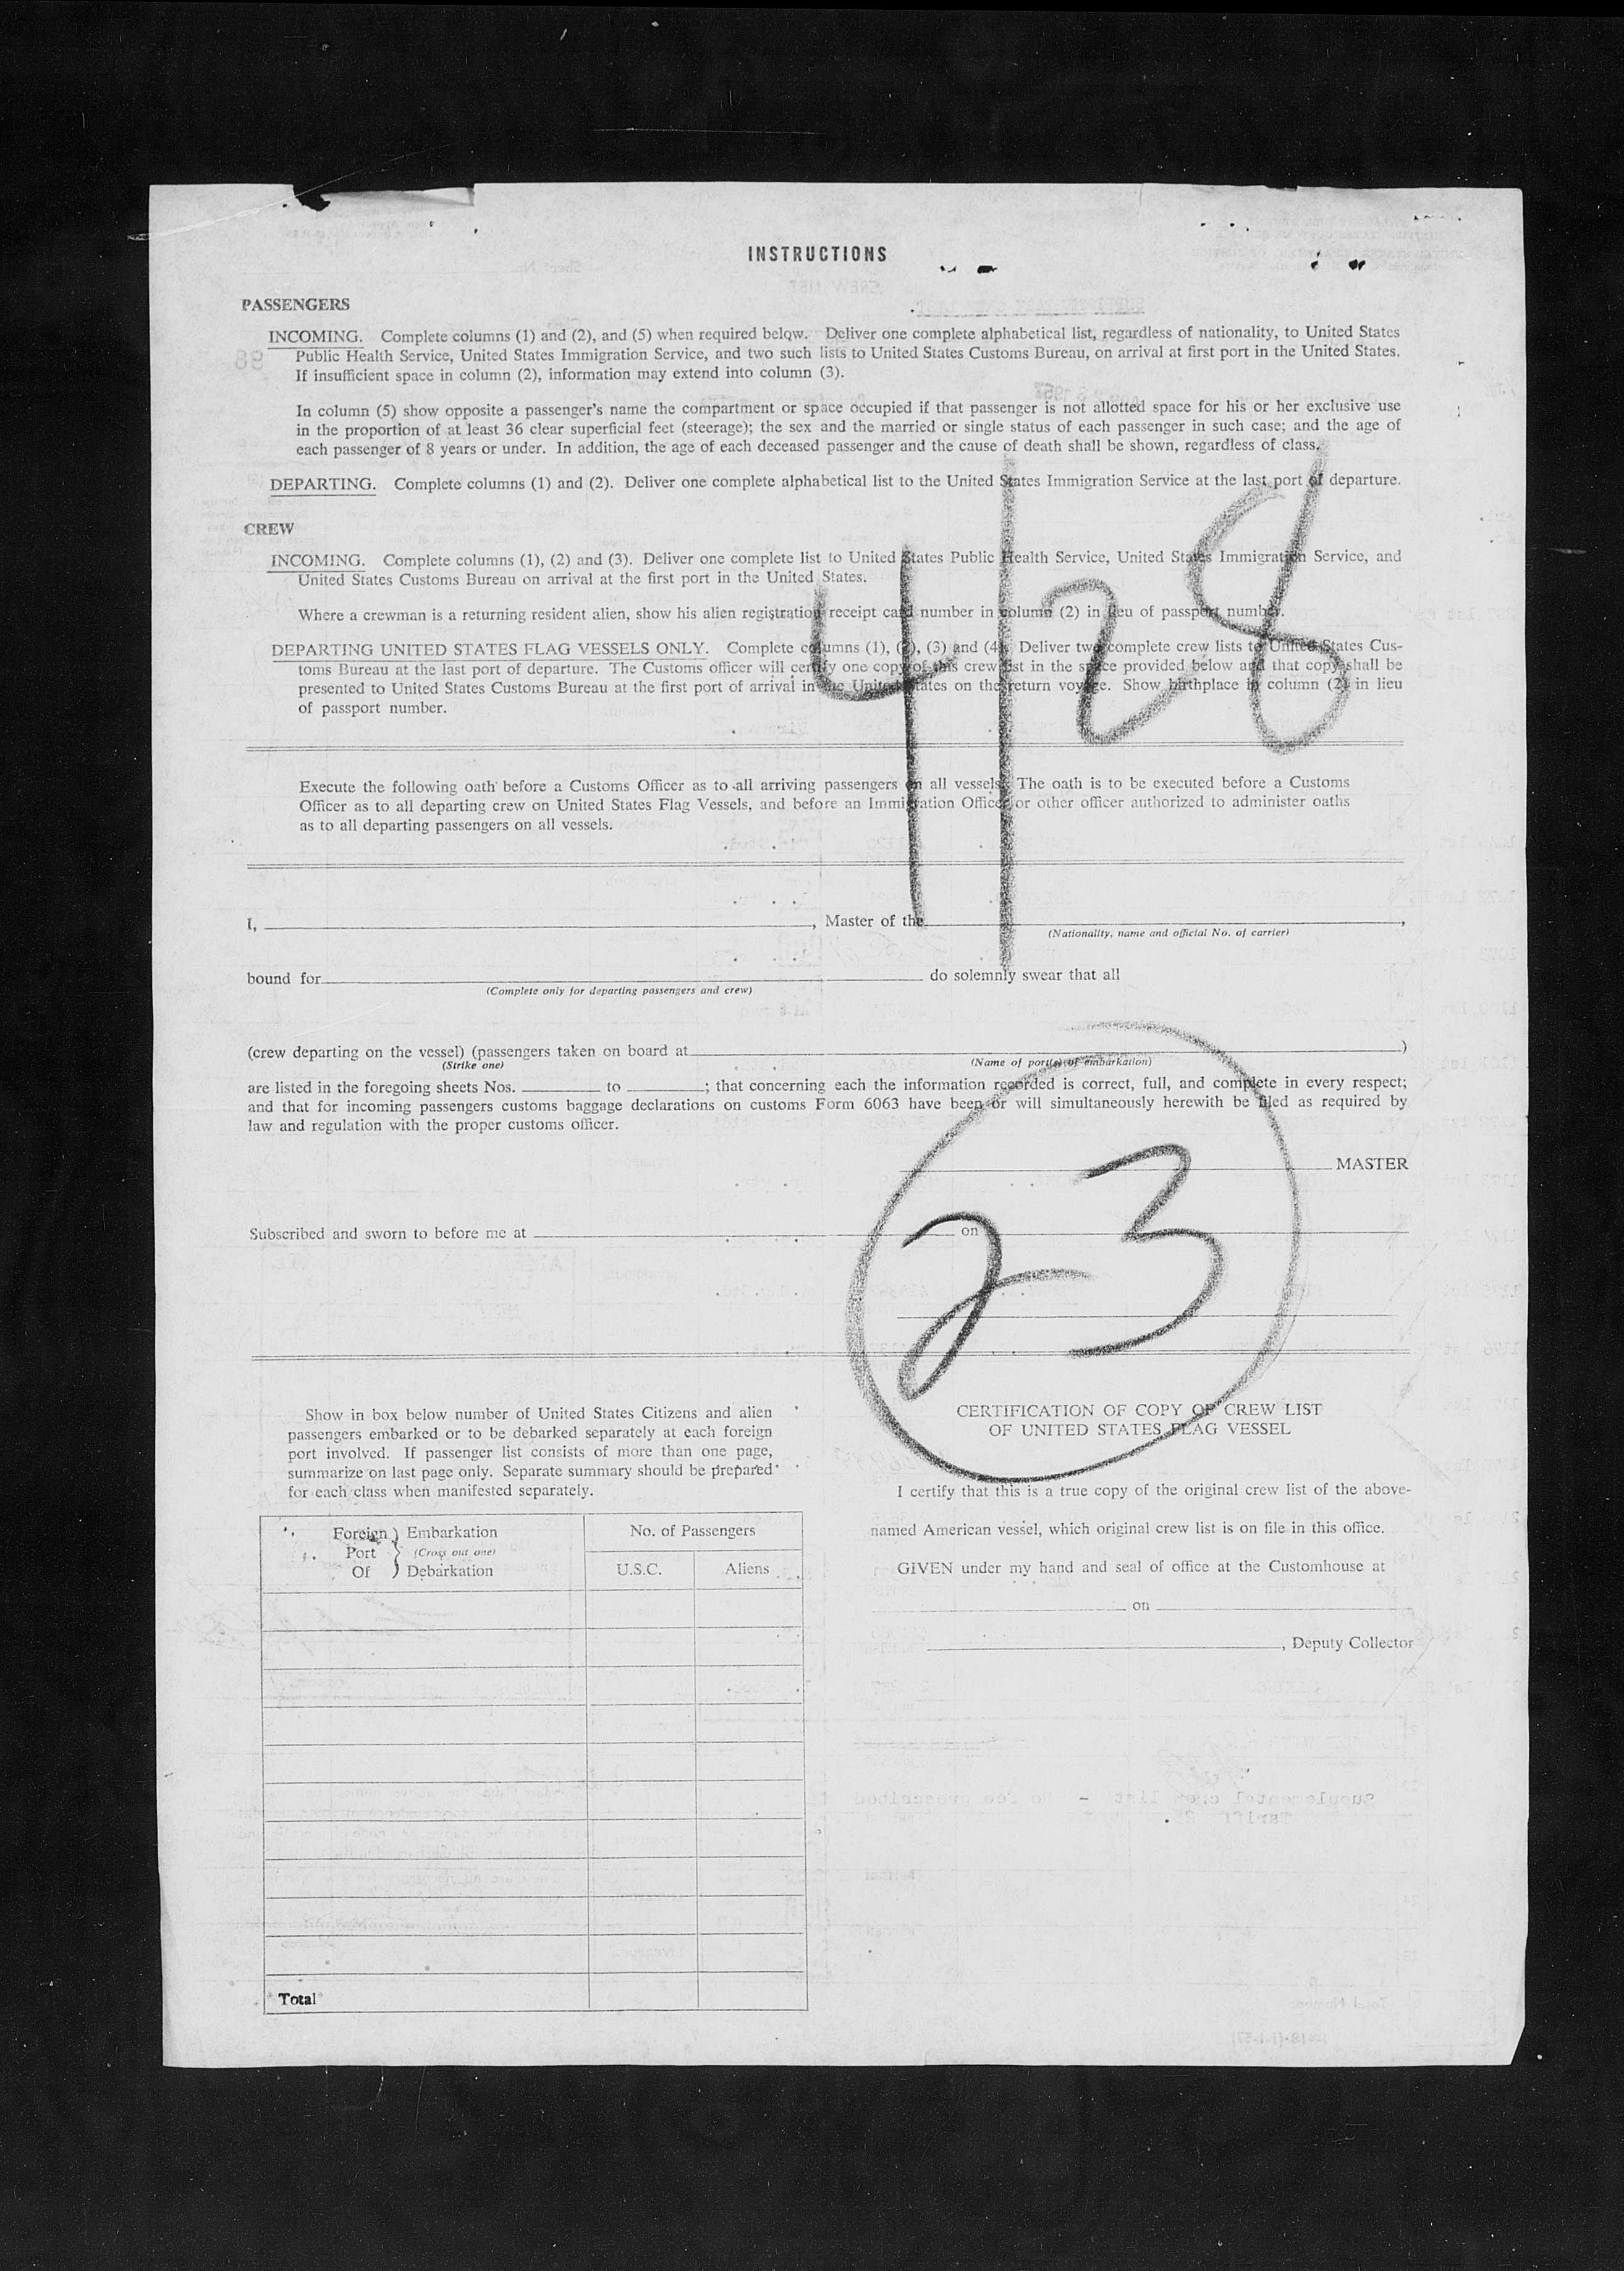 INSTRUCTIONS
PASSENGERS
INCOMING. Complete columns (1) and (2), and (5) when required below. Deliver one complete alphabetical list, regardless of nationality, to United States
Public Health Service, United States Immigration Service, and two such lists to United States Customs Bureau, on arrival at first port in the United States.
If insufficient space in column (2), information may extend into column (3).
In column (5) show opposite a passenger's name the compartment or space occupied if that passenger is not allotted space for his or her exclusive use
in the proportion of at least 36 clear superficial feet (steerage); the sex and the married or single status of each passenger in such case; and the age of
each passenger of 8 years or under. In addition, the age of each deceased passenger and the cause of death shall be shown, regardless of class.
DEPARTING. Complete columns (1) and (2). Deliver one complete alphabetical list to the United States Immigration Service at the last port of departure.
CREW
INCOMING. Complete columns (1), (2) and (3). Deliver one complete list to United States Public Health Service, United States Immigration Service, and
United States Customs Bureau on arrival at the first port in the United States.
Where a crewman is a returning resident alien, show his alien registration receipt card number in column (2) in lieu of passport number.
DEPARTING UNITED STATES FLAG VESSELS ONLY. Complete columns (1), (2), (3) and (4). Deliver two complete crew lists to United States Cus-
toms Bureau at the last port of departure. The Customs officer will certify one copy of this crew list in the space provided below and that copy shall be
presented to United States Customs Bureau at the first port of arrival in the United States on the return voyage. Show birthplace in column (2) in lieu
of passport number.
4/28
Execute the following oath before a Customs Officer as to all arriving passengers on all vessels. The oath is to be executed before a Customs
Officer as to all departing crew on United States Flag Vessels, and before an Immigration Officer or other officer authorized to administer oaths
as to all departing passengers on all vessels.
I, , Master of the ,
(Nationality, name and official No. of carrier)
bound for do solemnly swear that all
(Complete only for departing passengers and crew)
(crew departing on the vessel) (passengers taken on board at )
(Strike one) (Name of port(s) of embarkation)
are listed in the foregoing sheets Nos. to ; that concerning each the information recorded is correct, full, and complete in every respect;
and that for incoming passengers customs baggage declarations on customs Form 6063 have been or will simultaneously herewith be filed as required by
law and regulation with the proper customs officer.
MASTER
23
Subscribed and sworn to before me at on
Show in box below number of United States Citizens and alien
passengers embarked or to be debarked separately at each foreign
port involved. If passenger list consists of more than one page,
summarize on last page only. Separate summary should be prepared
for each class when manifested separately.
Foreign Embarkation
Port (Cross out one)
Of Debarkation
No. of Passengers
U.S.C. Aliens
Total
CERTIFICATION OF COPY OF CREW LIST
OF UNITED STATES FLAG VESSEL
I certify that this is a true copy of the original crew list of the above-
named American vessel, which original crew list is on file in this office.
GIVEN under my hand and seal of office at the Customhouse at
on
, Deputy Collector